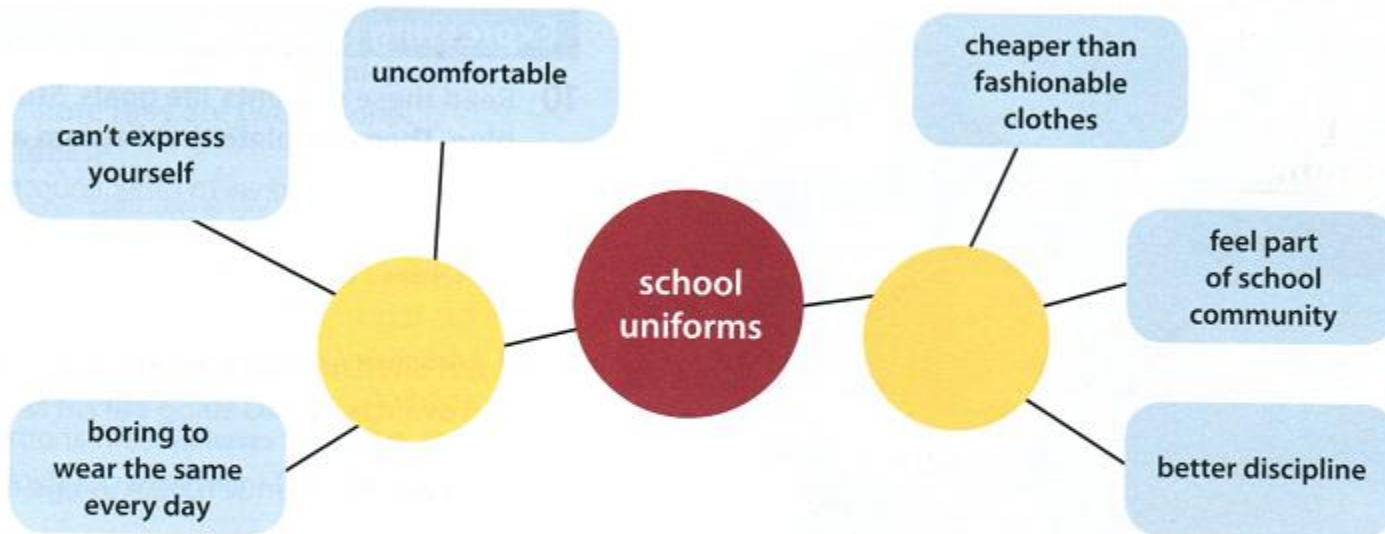 uncomfortable
cheaper than
fashionable
clothes
can't express
yourself
school
uniforms
feel part
of school
community
boring to
wear the same
every day
better discipline